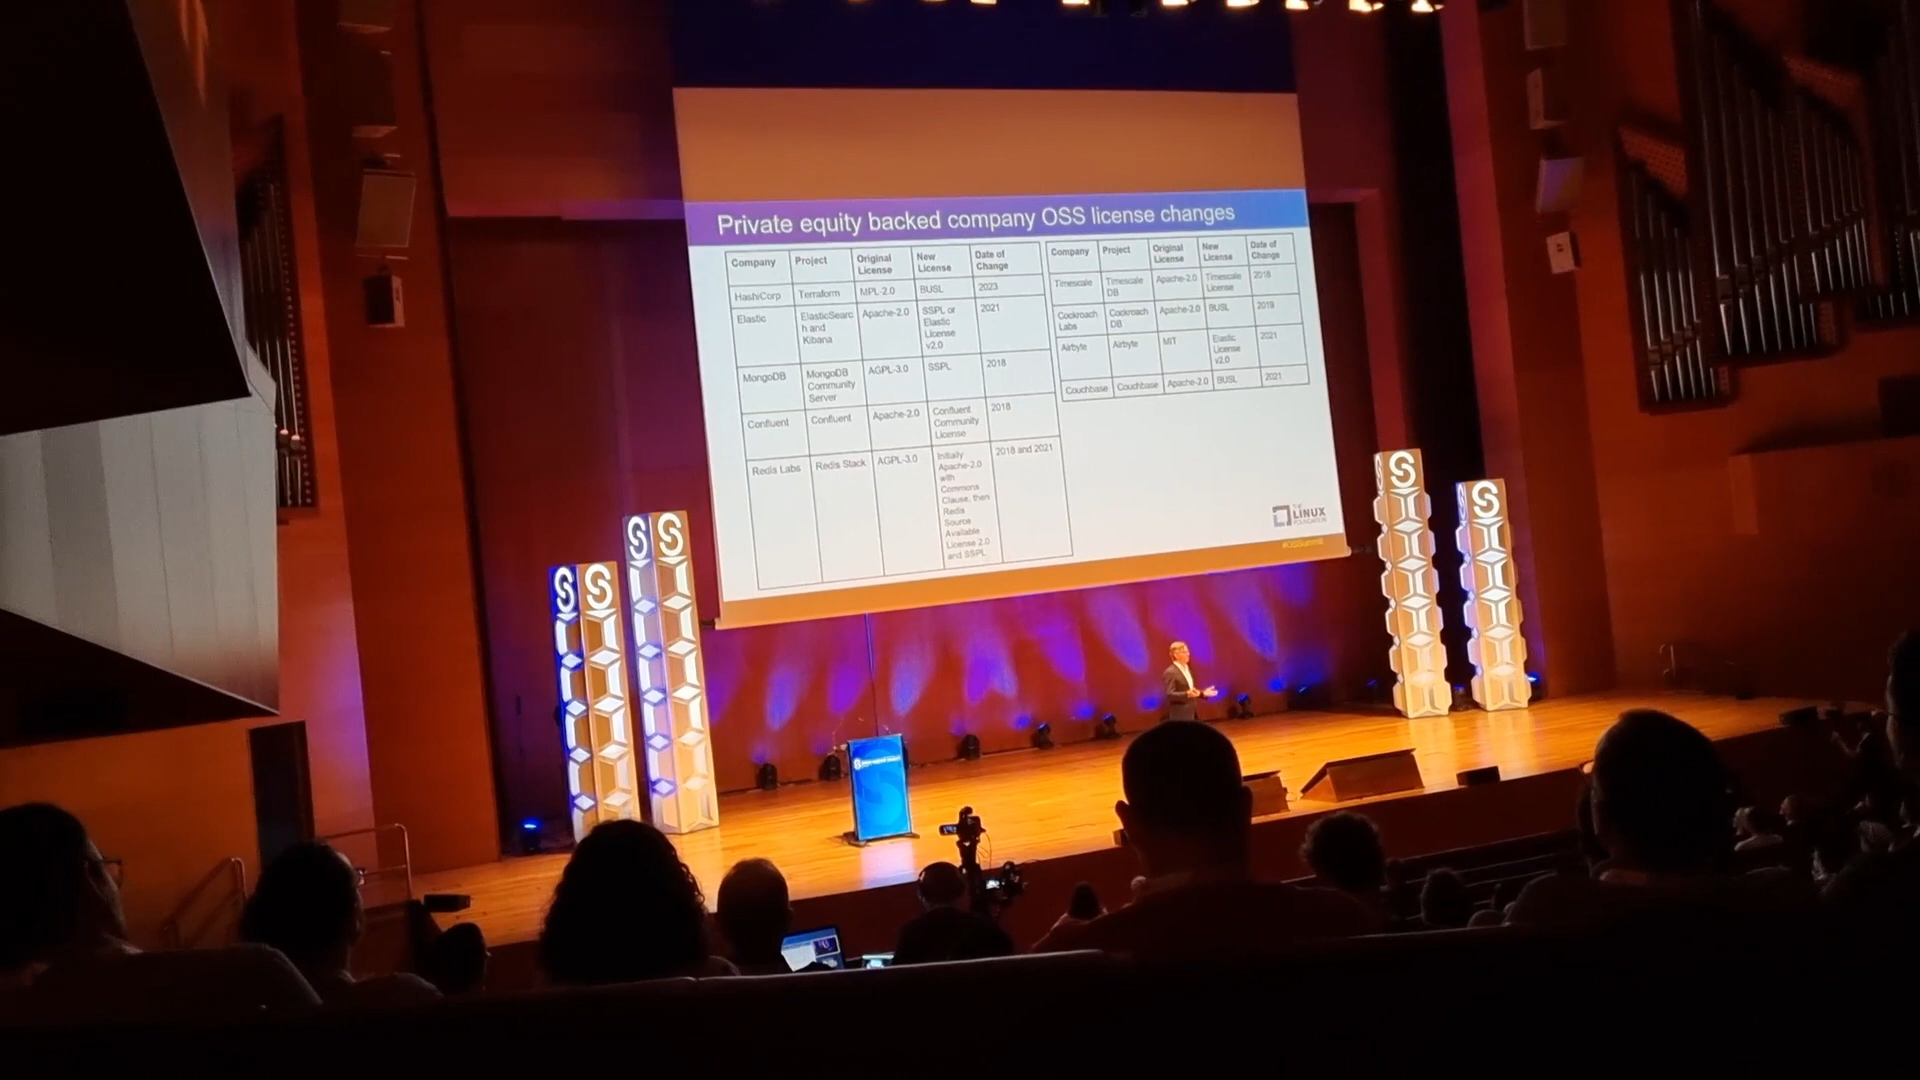 Private equity backed company OSS license changes
Company Project Original License New License Date of Change
HashiCorp Terraform MPL-2.0 BUSL 2023
Elastic ElasticSearch and Kibana Apache-2.0 SSPL or Elastic License v2.0 2021
MongoDB MongoDB Community Server AGPL-3.0 SSPL 2018
Confluent Confluent Apache-2.0 Confluent Community License 2018
Redis Labs Redis Stack AGPL-3.0 Initially Apache-2.0 with Commons Clause, then Redis Source Available License 2.0 and SSPL 2018 and 2021
Company Project Original License New License Date of Change
Timescale Timescale DB Apache-2.0 Timescale License 2018
Cockroach Labs Cockroach DB Apache-2.0 BUSL 2019
Airbyte Airbyte MIT Elastic License v2.0 2021
Couchbase Couchbase Apache-2.0 BUSL 2021
THE
LINUX
FOUNDATION
#OSSummit